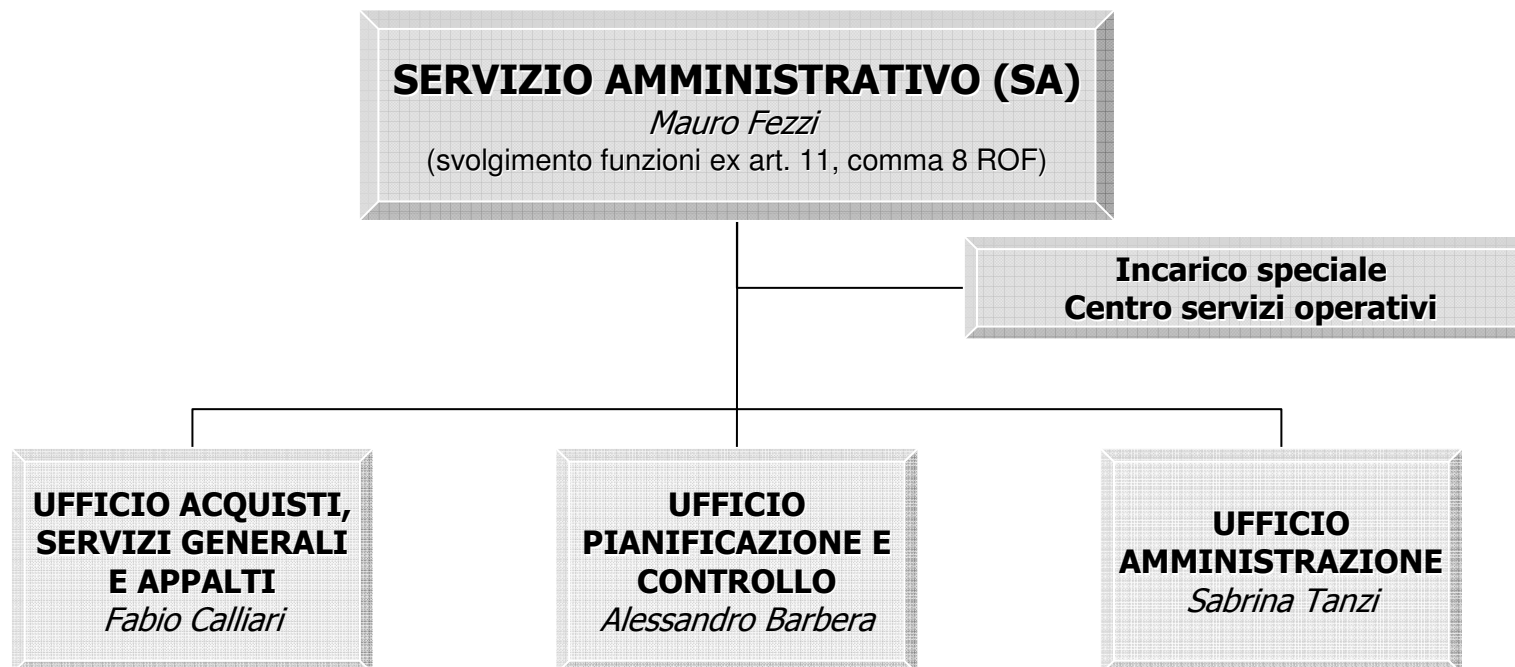 SERVIZIO AMMINISTRATIVO (SA)
Mauro Fezzi
(svolgimento funzioni ex art. 11, comma 8 ROF)
Incarico speciale
Centro servizi operativi
UFFICIO ACQUISTI,
SERVIZI GENERALI
E APPALTI
Fabio Calliari
UFFICIO
PIANIFICAZIONE E
CONTROLLO
Alessandro Barbera
UFFICIO
AMMINISTRAZIONE
Sabrina Tanzi